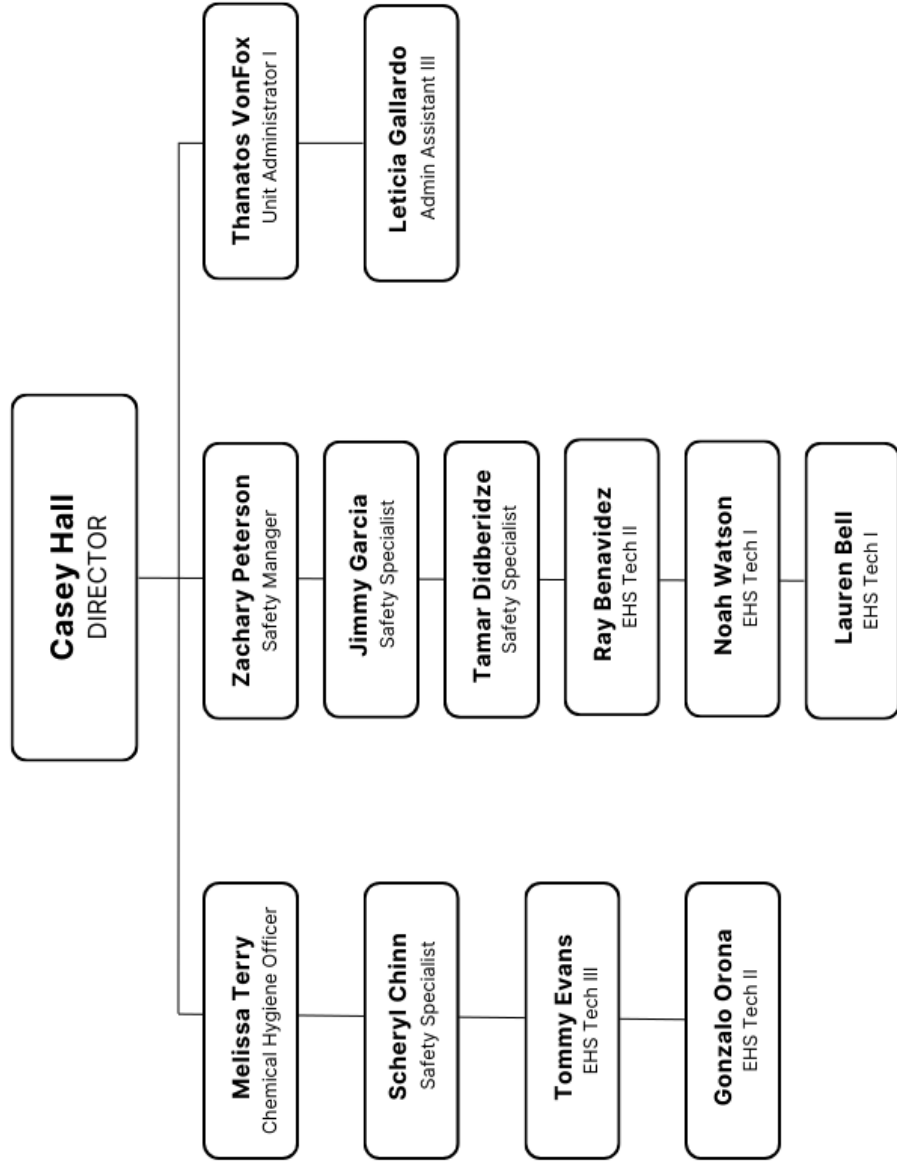 Casey Hall
DIRECTOR
Melissa Terry
Chemical Hygiene Officer
Scheryl Chinn
Safety Specialist
Tommy Evans
EHS Tech III
Gonzalo Orona
EHS Tech II
Zachary Peterson
Safety Manager
Jimmy Garcia
Safety Specialist
Tamar Didberidze
Safety Specialist
Ray Benavidez
EHS Tech II
Noah Watson
EHS Tech I
Lauren Bell
EHS Tech I
Thanatos VonFox
Unit Administrator I
Leticia Gallardo
Admin Assistant III